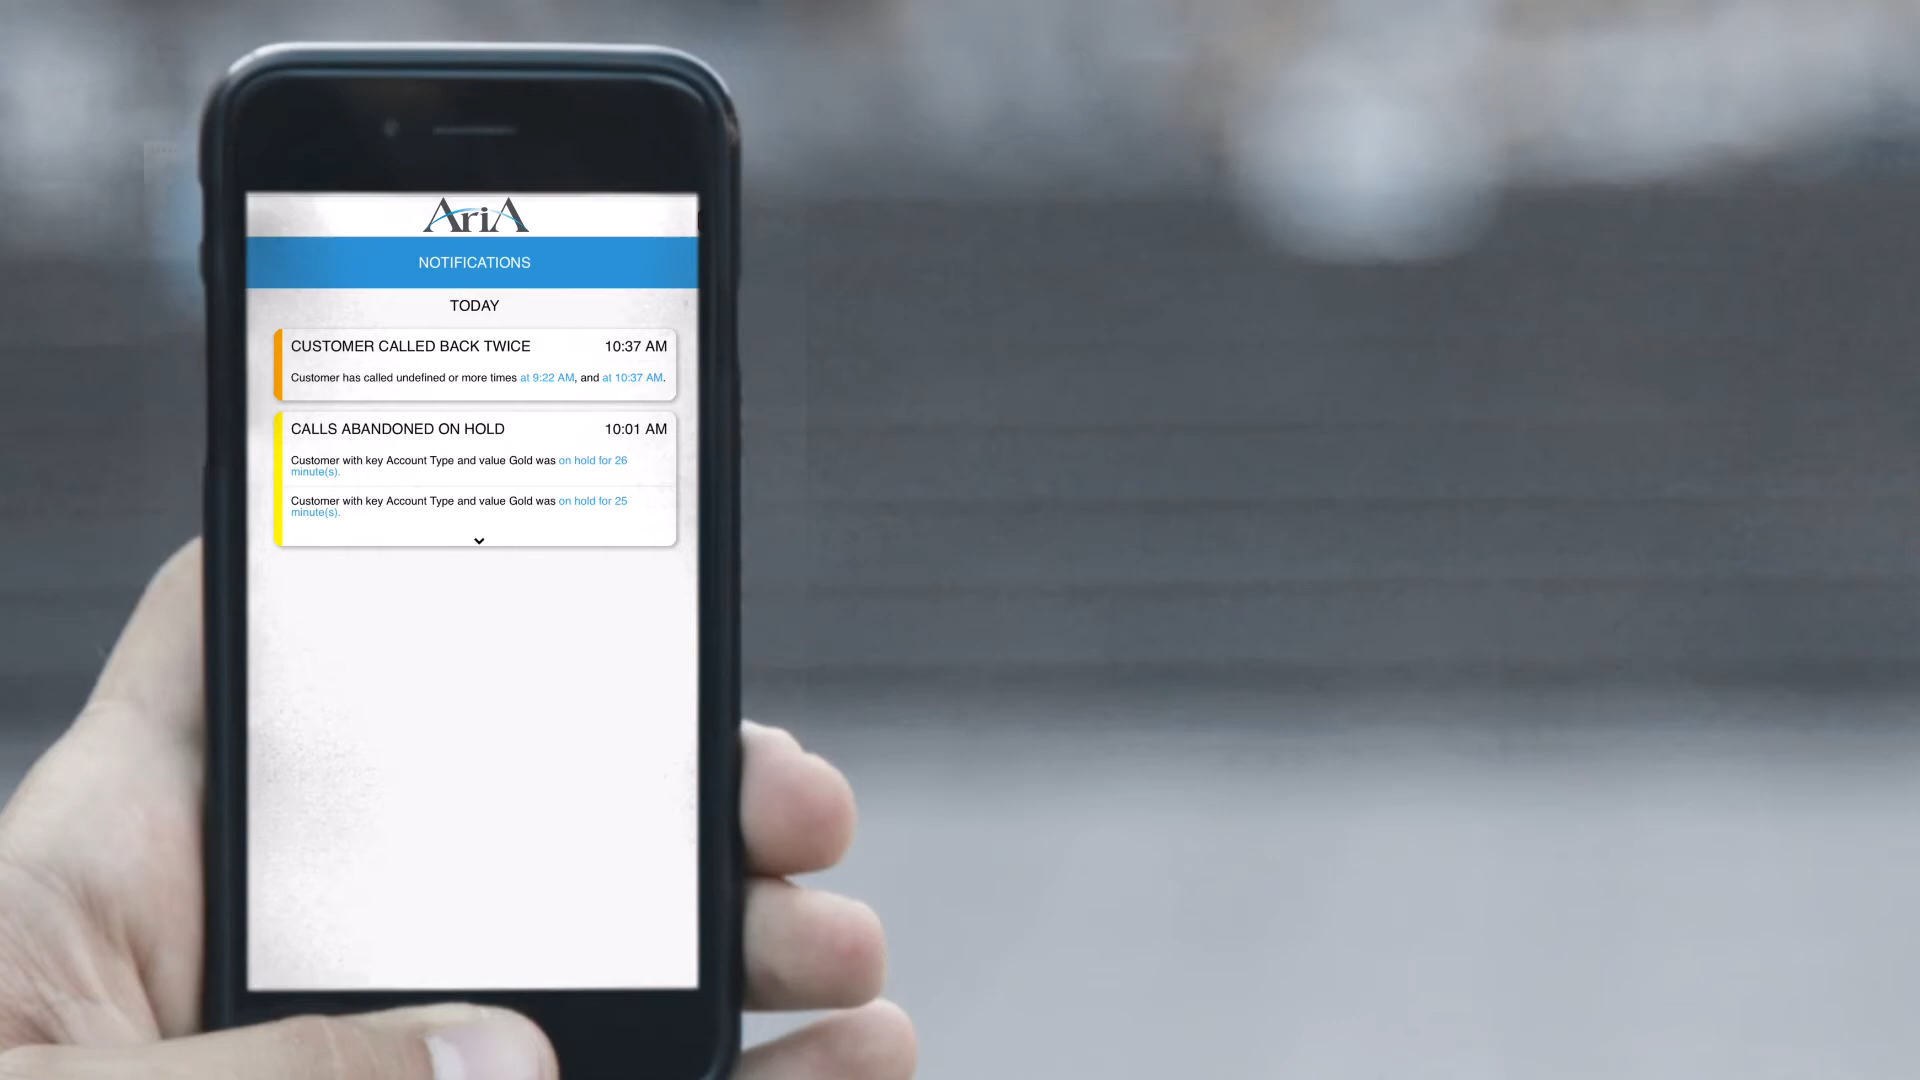 AriA
NOTIFICATIONS
TODAY
CUSTOMER CALLED BACK TWICE 10:37 AM
Customer has called undefined or more times at 9:22 AM, and at 10:37 AM.
CALLS ABANDONED ON HOLD 10:01 AM
Customer with key Account Type and value Gold was on hold for 26
minute(s).
Customer with key Account Type and value Gold was on hold for 25
minute(s).